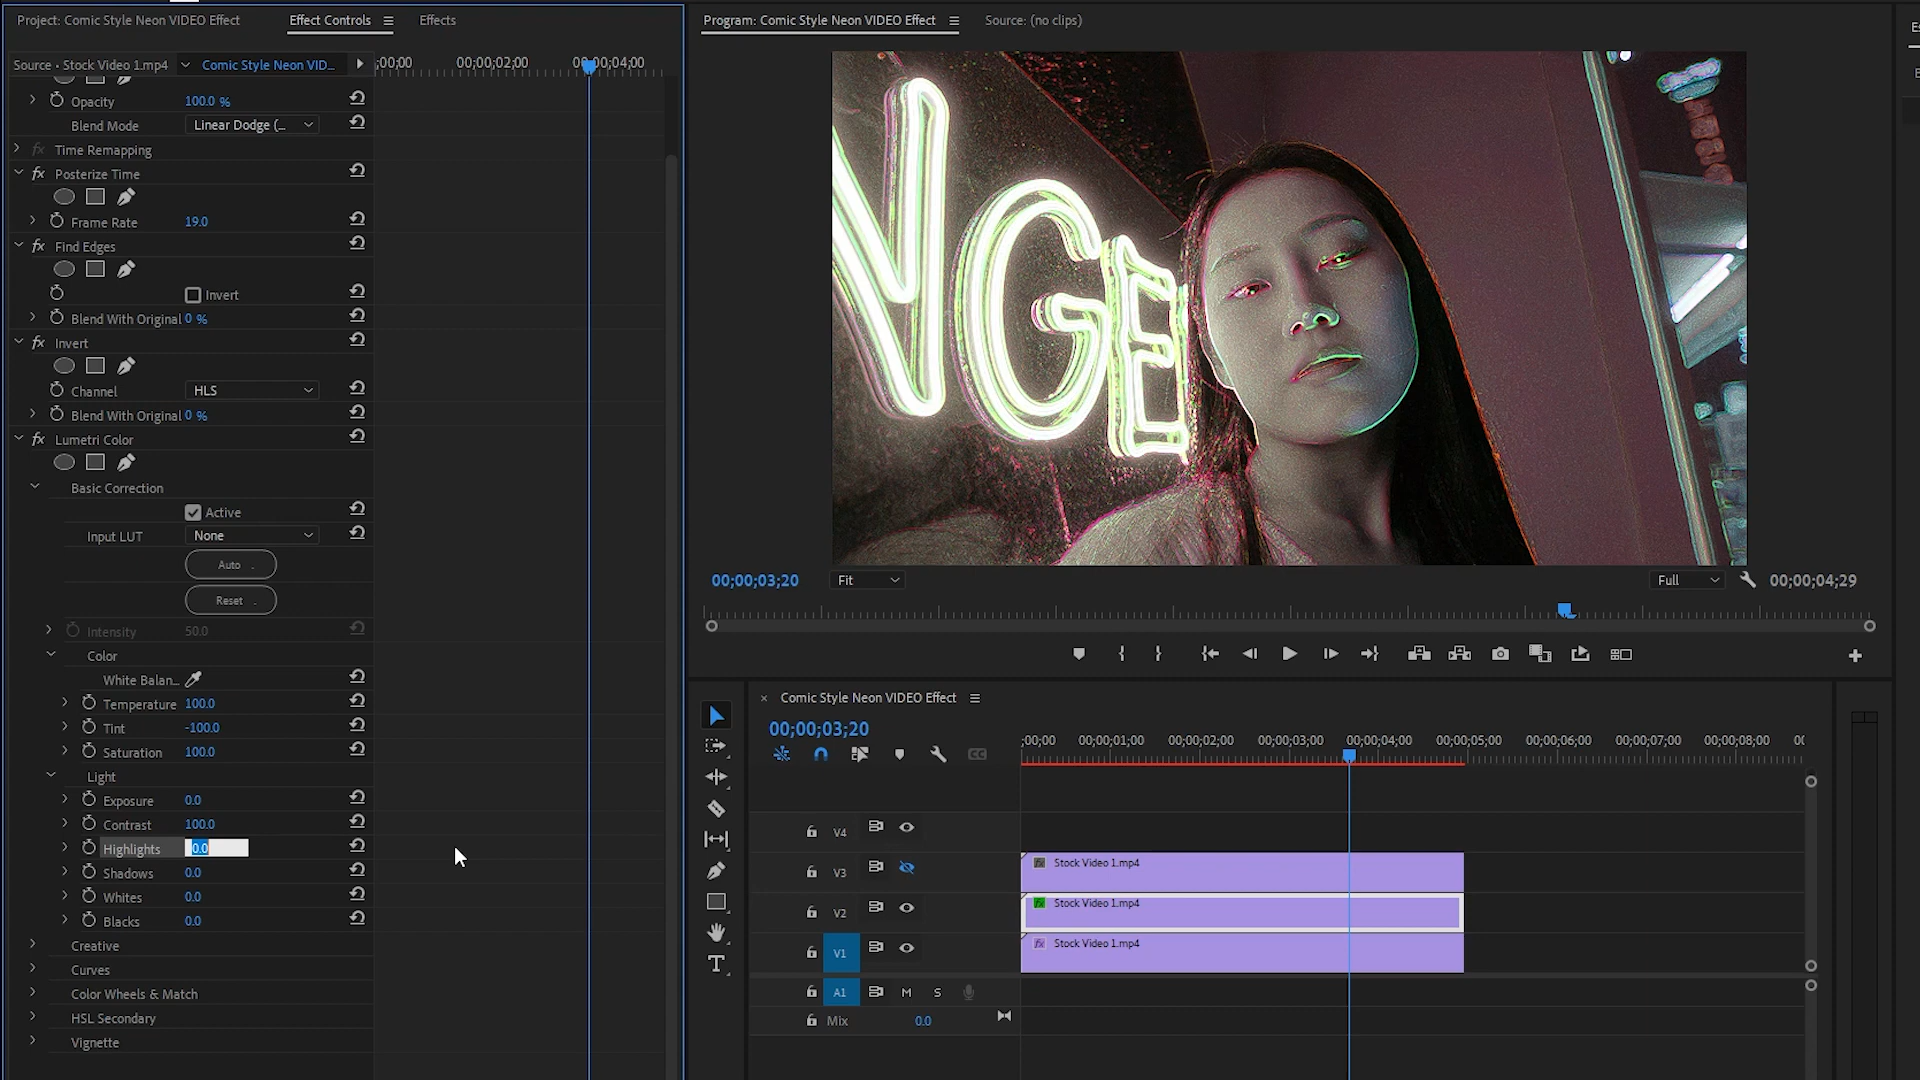 Project: Comic Style Neon VIDEO Effect
Effect Controls
Effects
Source • Stock Video 1.mp4
Comic Style Neon VID...
;00;00
00;00;02;00
00;00;04;00
Opacity
100.0 %
Blend Mode
Linear Dodge (...
fx Time Remapping
fx Posterize Time
Frame Rate
19.0
fx Find Edges
Invert
Blend With Original 0 %
fx Invert
Channel
HLS
Blend With Original 0 %
fx Lumetri Color
Basic Correction
Active
Input LUT
None
Auto
Reset
Intensity
50.0
Color
White Balan...
Temperature
100.0
Tint
-100.0
Saturation
100.0
Light
Exposure
0.0
Contrast
100.0
Highlights
0.0
Shadows
0.0
Whites
0.0
Blacks
0.0
Creative
Curves
Color Wheels & Match
HSL Secondary
Vignette
Program: Comic Style Neon VIDEO Effect
Source: (no clips)
NGE
00;00;03;20
Fit
Full
00;00;04;29
× Comic Style Neon VIDEO Effect
00;00;03;20
;00;00
00;00;01;00
00;00;02;00
00;00;03;00
00;00;04;00
00;00;05;00
00;00;06;00
00;00;07;00
00;00;08;00
CC
V4
V3
fx Stock Video 1.mp4
V2
fx Stock Video 1.mp4
V1
fx Stock Video 1.mp4
A1
M
S
Mix
0.0
T